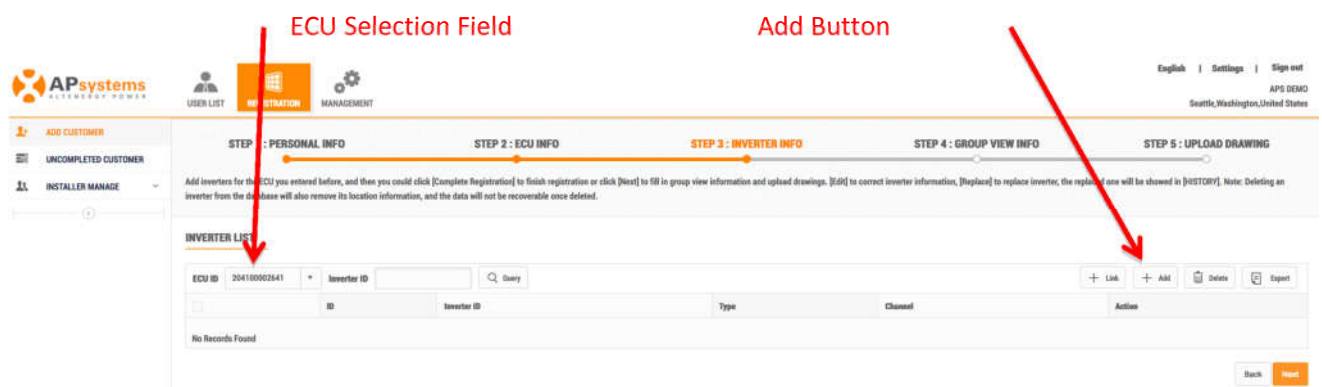 ECU Selection Field Add Button
English | Settings | Sign out
APsystems
ALTENERGY POWER
USER LIST REGISTRATION MANAGEMENT
APS DEMO
Seattle,Washington,United States
ADD CUSTOMER
UNCOMPLETED CUSTOMER
INSTALLER MANAGE
STEP : PERSONAL INFO STEP 2 : ECU INFO STEP 3 : INVERTER INFO STEP 4 : GROUP VIEW INFO STEP 5 : UPLOAD DRAWING
Add inverters for the ECU you entered before, and then you could click [Complete Registration] to finish registration or click [Next] to fill in group view information and upload drawings. [Edit] to correct inverter information, [Replace] to replace inverter, the replaced one will be showed in [HISTORY]. Note: Deleting an
inverter from the database will also remove its location information, and the data will not be recoverable once deleted.
INVERTER LIST
ECU ID 204100002641 Inverter ID Query + Link + Add Delete Export
ID Inverter ID Type Channel Action
No Records Found
Back Next